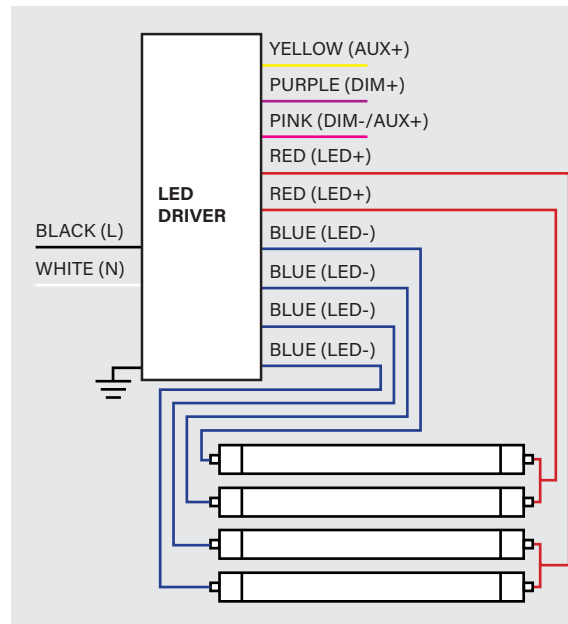 YELLOW (AUX+)
PURPLE (DIM+)
PINK (DIM-/AUX+)
RED (LED+)
LED
DRIVER
RED (LED+)
BLACK (L)
BLUE (LED-)
WHITE (N)
BLUE (LED-)
BLUE (LED-)
BLUE (LED-)